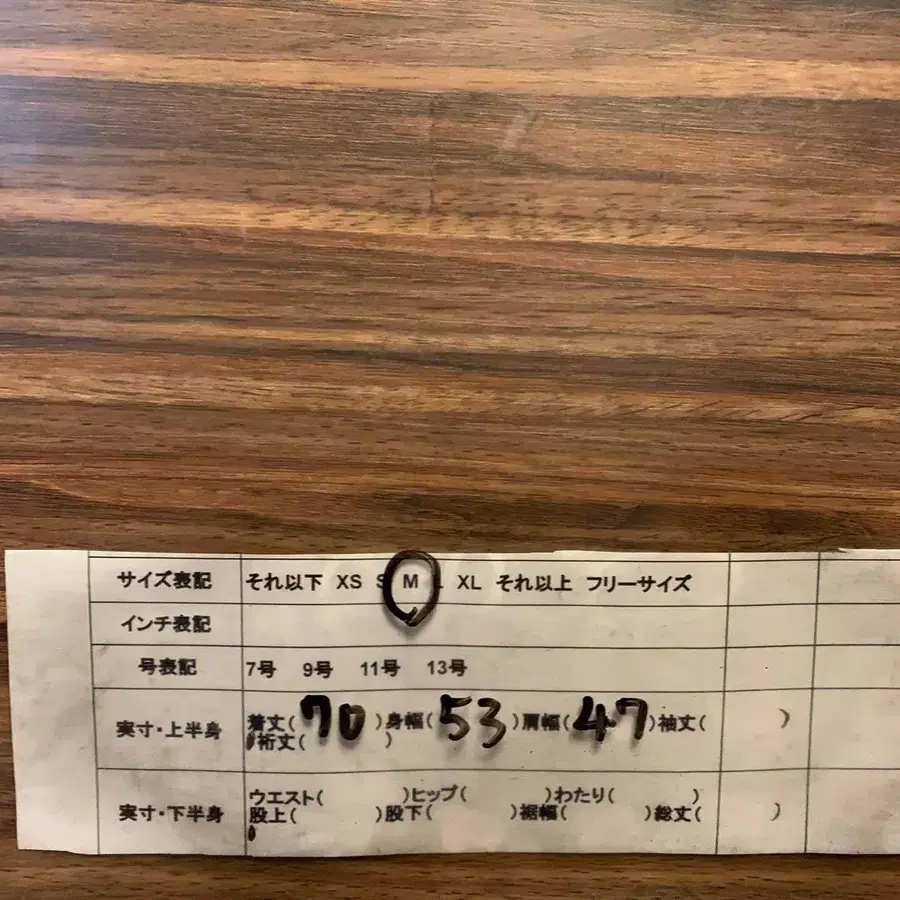 サイズ表記 それ以下 XS S M L XL それ以上 フリーサイズ
インチ表記
号表記 7号 9号 11号 13号
実寸・上半身 着丈(70)身幅(53)肩幅(47)袖丈( )
裄丈( )
実寸・下半身 ウエスト( )ヒップ( )わたり( )
股上( )股下( )裾幅( )総丈( )